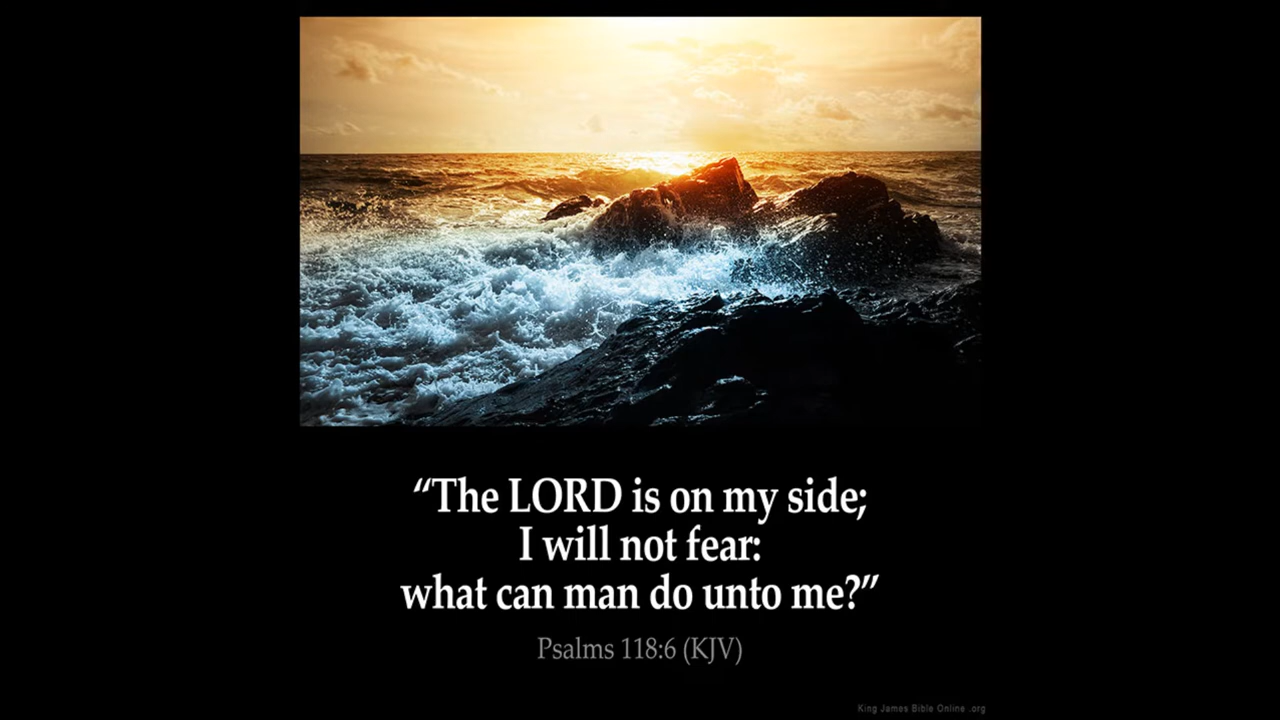 “The LORD is on my side;
I will not fear:
what can man do unto me?”
Psalms 118:6 (KJV)
King James Bible Online .org